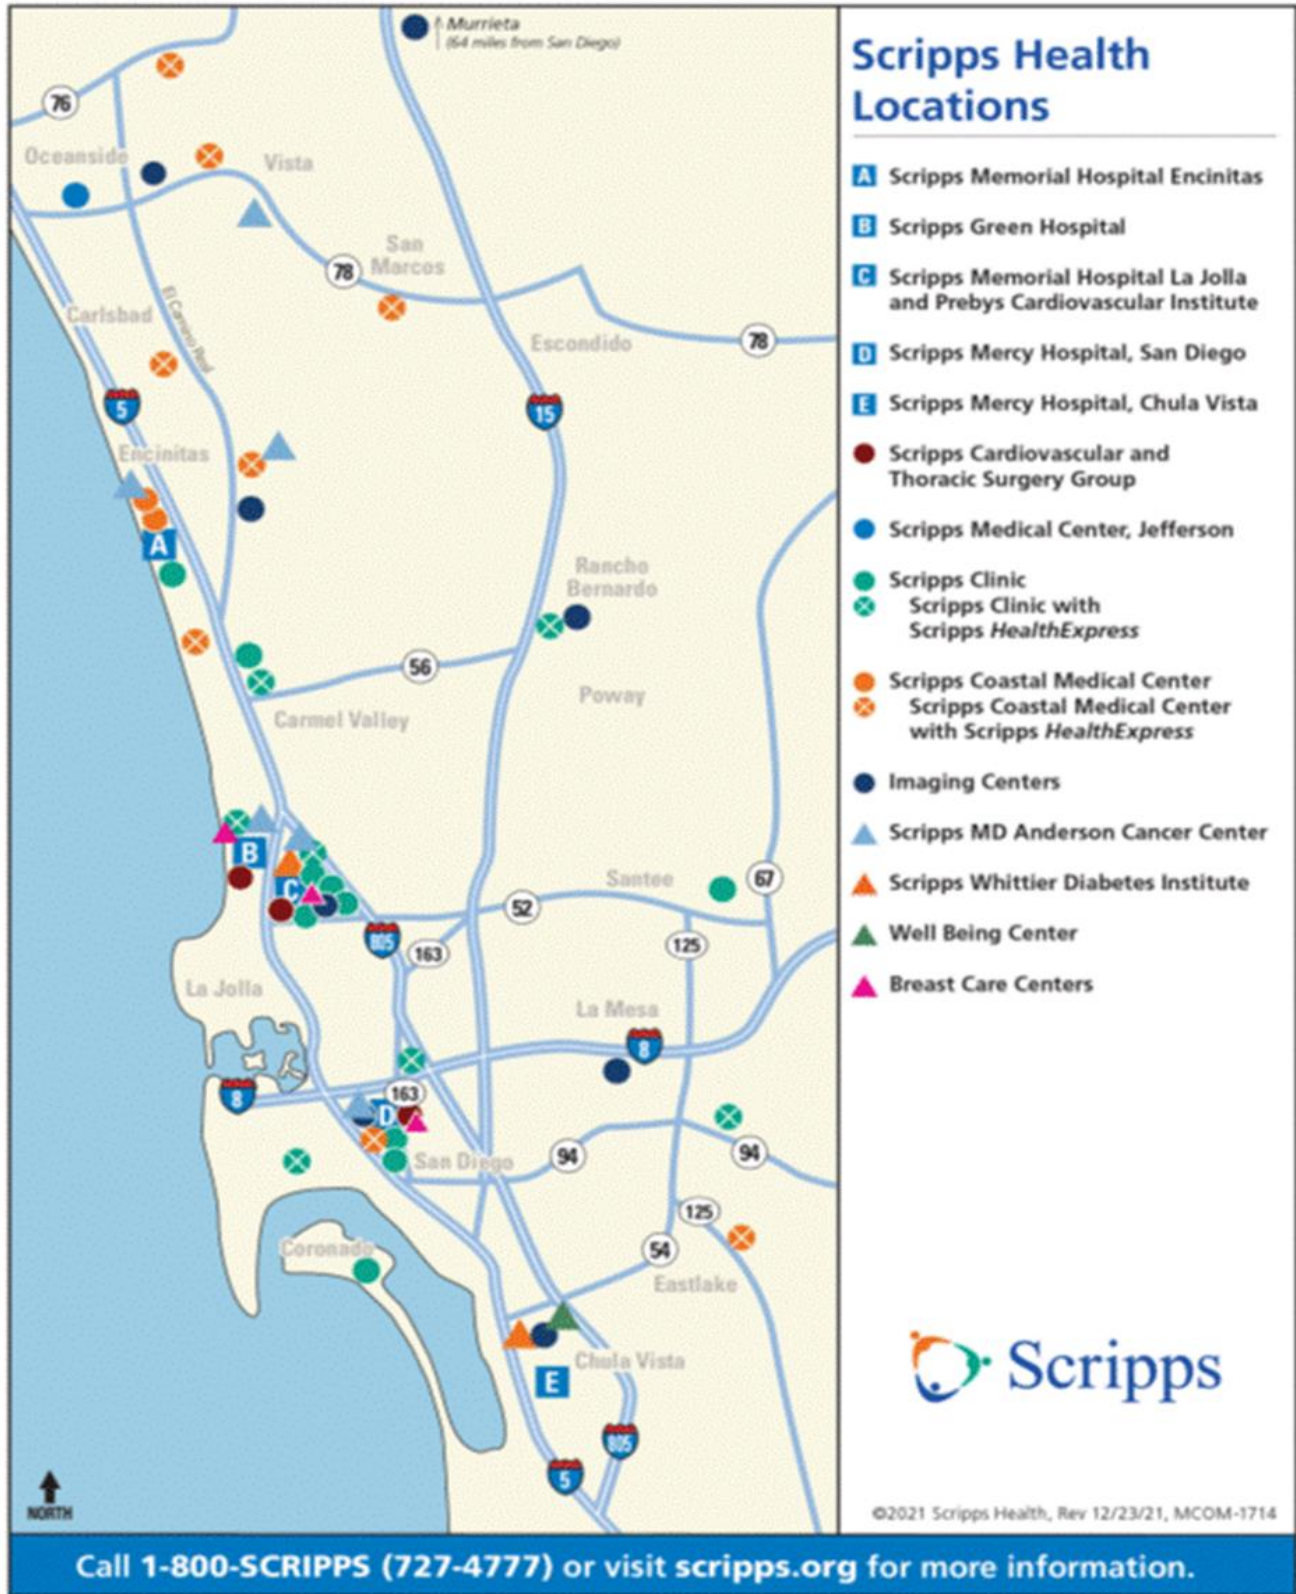 Murrieta
(64 miles from San Diego)
76
Oceanside
Vista
San
Marcos
78
Carlsbad
El Camino Real
Escondido
78
5
15
Encinitas
A
Rancho
Bernardo
56
Poway
Carmel Valley
B
C
Santee
67
52
805
163
125
La Jolla
La Mesa
8
8
163
D
San Diego
94
94
125
54
Coronado
Eastlake
Chula Vista
E
805
5
NORTH
Scripps Health
Locations
A Scripps Memorial Hospital Encinitas
B Scripps Green Hospital
C Scripps Memorial Hospital La Jolla
and Prebys Cardiovascular Institute
D Scripps Mercy Hospital, San Diego
E Scripps Mercy Hospital, Chula Vista
Scripps Cardiovascular and
Thoracic Surgery Group
Scripps Medical Center, Jefferson
Scripps Clinic
Scripps Clinic with
Scripps HealthExpress
Scripps Coastal Medical Center
Scripps Coastal Medical Center
with Scripps HealthExpress
Imaging Centers
Scripps MD Anderson Cancer Center
Scripps Whittier Diabetes Institute
Well Being Center
Breast Care Centers
Scripps
©2021 Scripps Health, Rev 12/23/21, MCOM-1714
Call 1-800-SCRIPPS (727-4777) or visit scripps.org for more information.